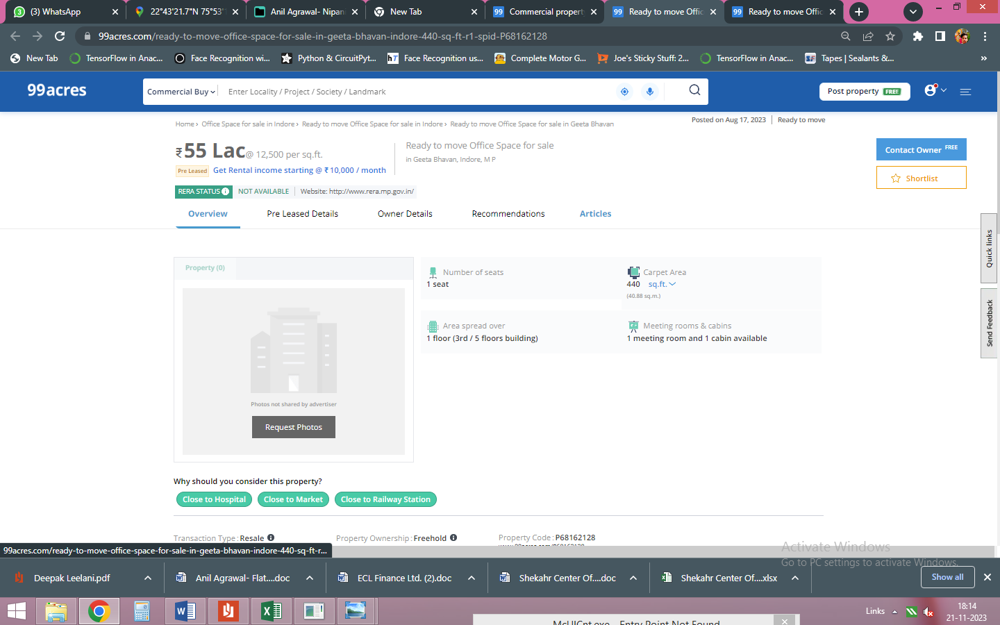 (3) WhatsApp
22°43'21.7"N 75°53'
Anil Agrawal- Nipan
New Tab
Commercial propert
Ready to move Offic
Ready to move Offic
99acres.com/ready-to-move-office-space-for-sale-in-geeta-bhavan-indore-440-sq-ft-r1-spid-P68162128
New Tab
TensorFlow in Anac...
Face Recognition wi...
Python & CircuitPyt...
Face Recognition us...
Complete Motor G...
Joe's Sticky Stuff: 2...
TensorFlow in Anac...
Tapes | Sealants &...
»
99acres
Commercial Buy
Enter Locality / Project / Society / Landmark
Post property FREE
Home › Office Space for sale in Indore › Ready to move Office Space for sale in Indore › Ready to move Office Space for sale in Geeta Bhavan
Posted on Aug 17, 2023 | Ready to move
₹55 Lac@ 12,500 per sq.ft.
Ready to move Office Space for sale
in Geeta Bhavan, Indore, M P
Pre Leased Get Rental income starting @ ₹10,000 / month
Contact Owner FREE
Shortlist
RERA STATUS NOT AVAILABLE Website: http://www.rera.mp.gov.in/
Overview
Pre Leased Details
Owner Details
Recommendations
Articles
Quick links
Send Feedback
Property (0)
Photos not shared by advertiser
Request Photos
Number of seats
1 seat
Carpet Area
440 sq.ft.
(40.88 sq.m.)
Area spread over
1 floor (3rd / 5 floors building)
Meeting rooms & cabins
1 meeting room and 1 cabin available
Why should you consider this property?
Close to Hospital
Close to Market
Close to Railway Station
Transaction Type : Resale
Property Ownership : Freehold
Property Code : P68162128
www.99acres.com/P68162128
99acres.com/ready-to-move-office-space-for-sale-in-geeta-bhavan-indore-440-sq-ft-r...
Activate Windows
Go to PC settings to activate Windows.
Deepak Leelani.pdf
Anil Agrawal- Flat....doc
ECL Finance Ltd. (2).doc
Shekahr Center Of....doc
Shekahr Center Of....xlsx
Show all
Links
18:14
21-11-2023
McUICnt.exe - Entry Point Not Found